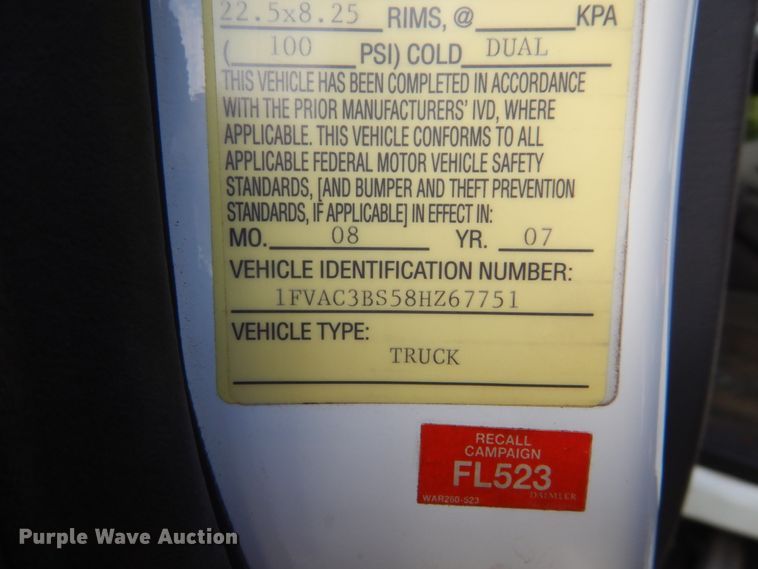 22.5x8.25 RIMS, @ KPA
( 100 PSI) COLD DUAL
THIS VEHICLE HAS BEEN COMPLETED IN ACCORDANCE
WITH THE PRIOR MANUFACTURERS' IVD, WHERE
APPLICABLE. THIS VEHICLE CONFORMS TO ALL
APPLICABLE FEDERAL MOTOR VEHICLE SAFETY
STANDARDS, [AND BUMPER AND THEFT PREVENTION
STANDARDS, IF APPLICABLE] IN EFFECT IN:
MO. 08 YR. 07
VEHICLE IDENTIFICATION NUMBER:
1FVAC3BS58HZ67751
VEHICLE TYPE:
TRUCK
RECALL
CAMPAIGN
FL523
WAR260-523 DAIMLER
Purple Wave Auction